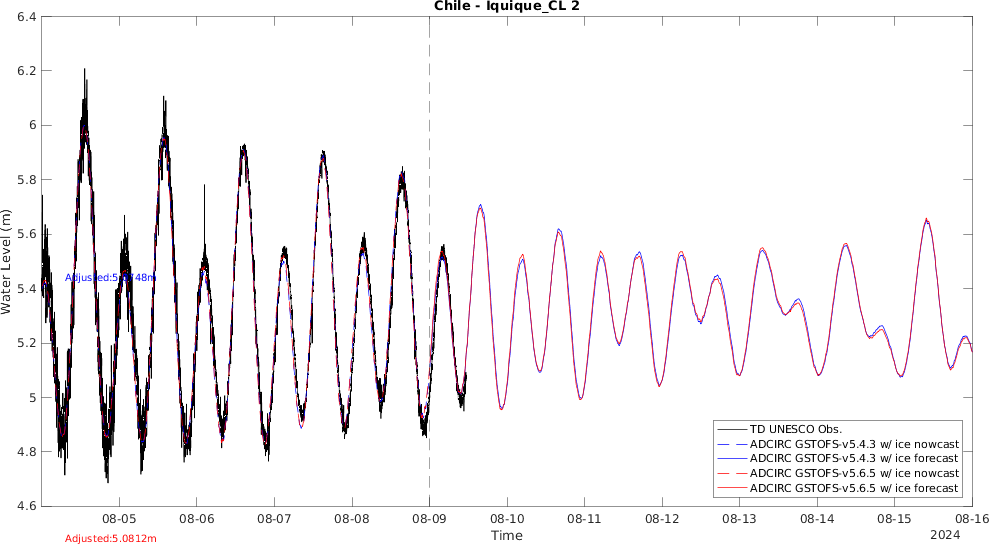 Chile - Iquique_CL 2
Water Level (m)
6.4
6.2
6
5.8
5.6
5.4
5.2
5
4.8
4.6
08-05
08-06
08-07
08-08
08-09
08-10
08-11
08-12
08-13
08-14
08-15
08-16
Time
2024
Adjusted:5.0812m
TD UNESCO Obs.
ADCIRC GSTOFS-v5.4.3 w/ ice nowcast
ADCIRC GSTOFS-v5.4.3 w/ ice forecast
ADCIRC GSTOFS-v5.6.5 w/ ice nowcast
ADCIRC GSTOFS-v5.6.5 w/ ice forecast